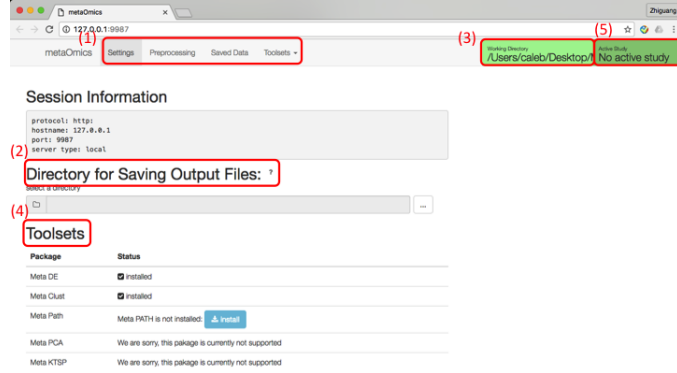 metaOmics
Zhiguang
127.0.0.1:9987
(1)
(3)
(5)
metaOmics Settings Preprocessing Saved Data Toolsets
Working Directory
/Users/caleb/Desktop/
Active Study
No active study
Session Information
protocol: http:
hostname: 127.0.0.1
port: 9987
server type: local
(2)
Directory for Saving Output Files: ?
select a directory
...
(4)
Toolsets
Package Status
Meta DE installed
Meta Clust installed
Meta Path Meta PATH is not installed: install
Meta PCA We are sorry, this pakage is currently not supported
Meta KTSP We are sorry, this pakage is currently not supported